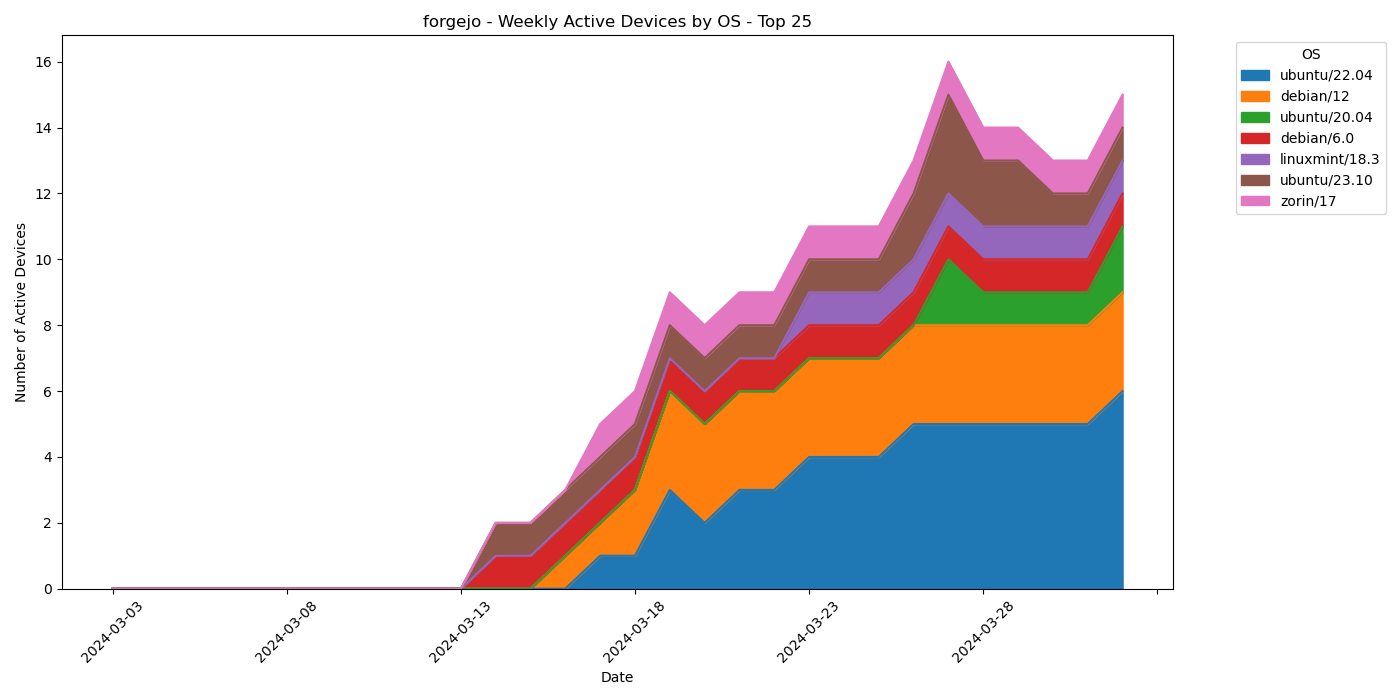 forgejo - Weekly Active Devices by OS - Top 25
OS
ubuntu/22.04
debian/12
ubuntu/20.04
debian/6.0
linuxmint/18.3
ubuntu/23.10
zorin/17
Number of Active Devices
16
14
12
10
8
6
4
2
0
2024-03-03
2024-03-08
2024-03-13
2024-03-18
2024-03-23
2024-03-28
Date